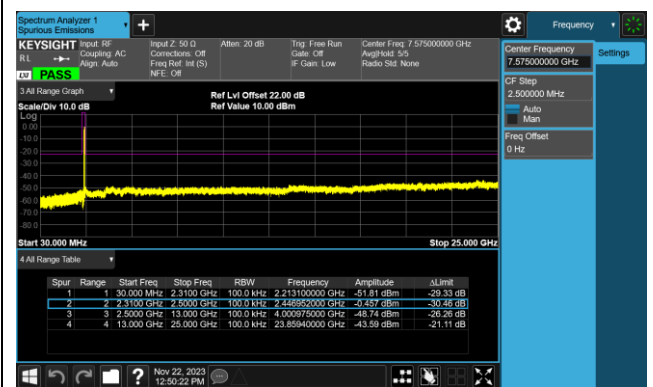 Spectrum Analyzer 1
Spurious Emissions
+
Frequency
KEYSIGHT Input: RF Input Z: 50 Ω Atten: 20 dB Trig: Free Run Center Freq: 7.575000000 GHz
RL Coupling: AC Corrections: Off Gate: Off Avg|Hold: 5/5
Align: Auto Freq Ref: Int (S) IF Gain: Low Radio Std: None
LNI PASS NFE: Off
Center Frequency
7.575000000 GHz
Settings
CF Step
2.500000 MHz
Auto
Man
Freq Offset
0 Hz
3 All Range Graph
Ref Lvl Offset 22.00 dB
Scale/Div 10.0 dB Ref Value 10.00 dBm
Log
0.00
-10.0
-20.0
-30.0
-40.0
-50.0
-60.0
-70.0
-80.0
Start 30.000 MHz Stop 25.000 GHz
4 All Range Table
Spur Range Start Freq Stop Freq RBW Frequency Amplitude ΔLimit
1 1 30.000 MHz 2.3100 GHz 100.0 kHz 2.213100000 GHz -51.81 dBm -29.33 dB
2 2 2.3100 GHz 2.5000 GHz 100.0 kHz 2.446952000 GHz -0.457 dBm -30.46 dB
3 3 2.5000 GHz 13.000 GHz 100.0 kHz 4.000975000 GHz -48.74 dBm -26.26 dB
4 4 13.000 GHz 25.000 GHz 100.0 kHz 23.85940000 GHz -43.59 dBm -21.11 dB
? Nov 22, 2023
12:50:22 PM